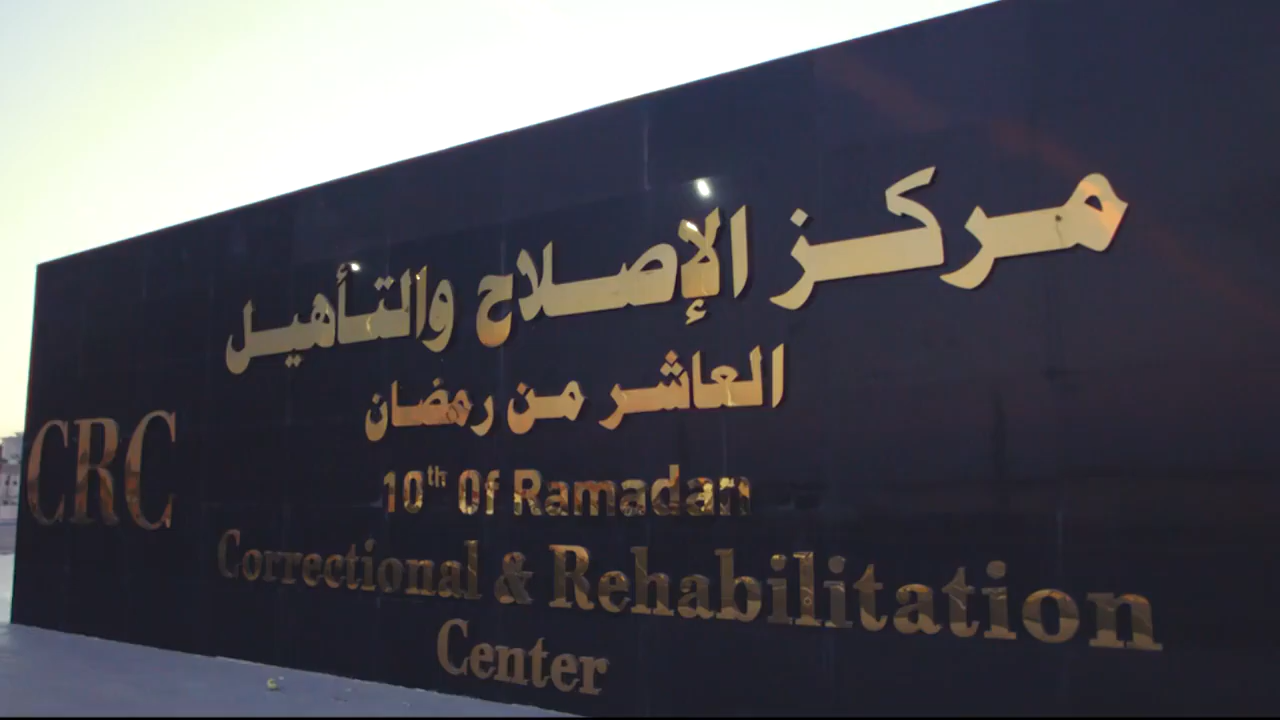 مركز الإصلاح والتأهيل
العاشر من رمضان
CRC
10th Of Ramadan
Correctional & Rehabilitation
Center